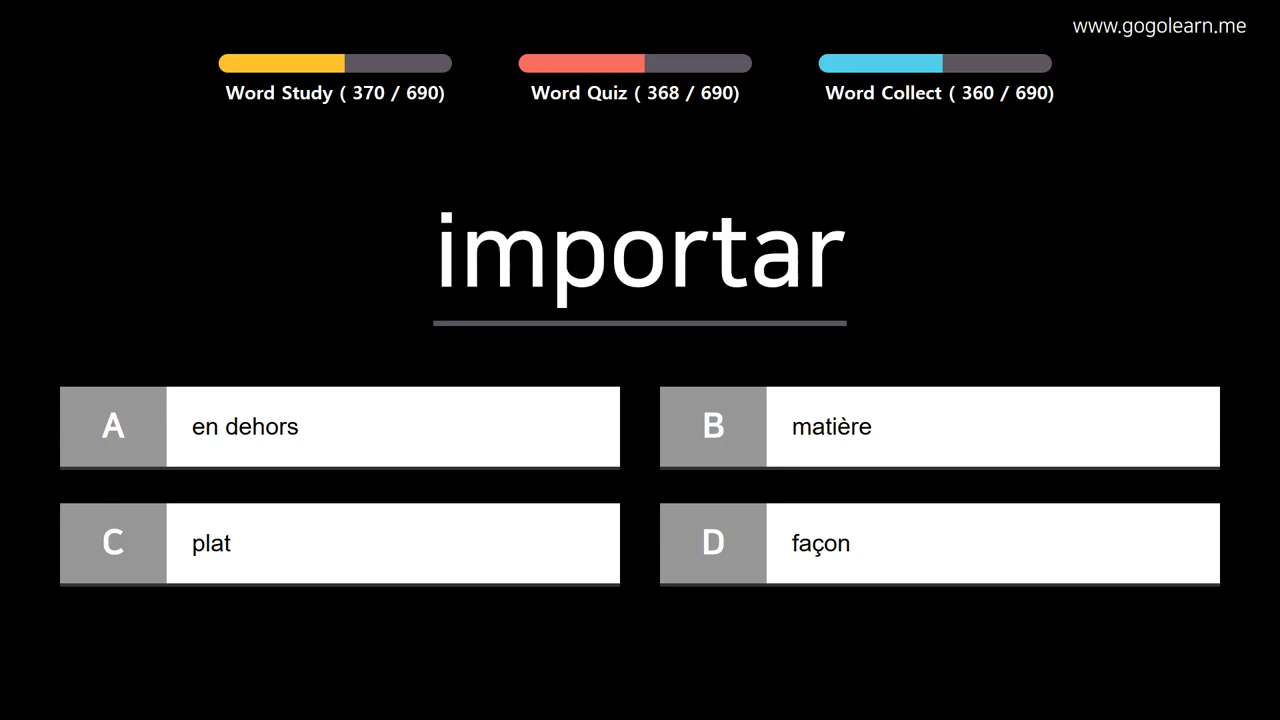 www.gogolearn.me
Word Study ( 370 / 690)
Word Quiz ( 368 / 690)
Word Collect ( 360 / 690)
importar
A en dehors
B matière
C plat
D façon